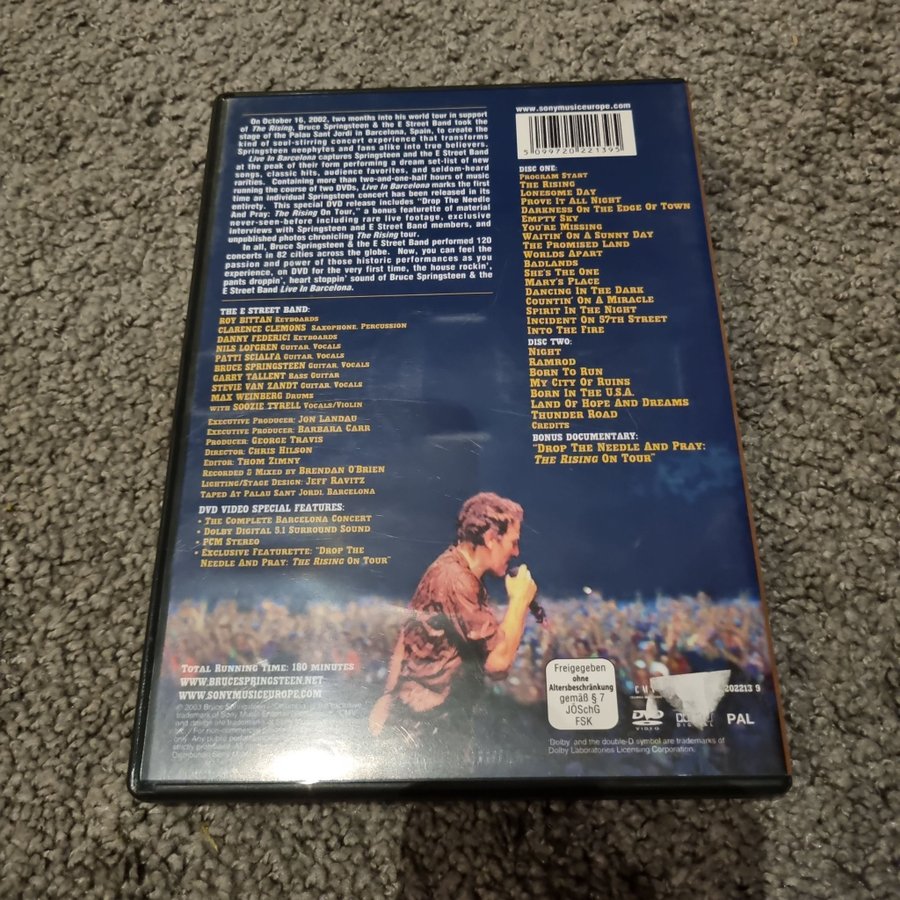 On October 16, 2002, two months into his world tour in support
of The Rising, Bruce Springsteen & the E Street Band took the
stage of the Palau Sant Jordi in Barcelona, Spain, to create the
kind of soul-stirring concert experience that transforms
Springsteen neophytes and fans alike into true believers.
Live In Barcelona captures Springsteen and the E Street Band
at the peak of their form performing a dream set-list of new
songs, classic hits, audience favorites, and seldom-heard
rarities. Containing more than two-and-one-half hours of music
running the course of two DVDs, Live In Barcelona marks the first
time an individual Springsteen concert has been released in its
entirety. This special DVD release includes "Drop The Needle
And Pray: The Rising On Tour," a bonus featurette of material
never-seen-before including rare live footage, exclusive
interviews with Springsteen and E Street Band members, and
unpublished photos chronicling The Rising tour.
In all, Bruce Springsteen & the E Street Band performed 120
concerts in 82 cities across the globe. Now, you can feel the
passion and power of those historic performances as you
experience, on DVD for the very first time, the house rockin',
pants droppin', heart stoppin' sound of Bruce Springsteen & the
E Street Band Live In Barcelona.
THE E STREET BAND:
ROY BITTAN KEYBOARDS
CLARENCE CLEMONS SAXOPHONE, PERCUSSION
DANNY FEDERICI KEYBOARDS
NILS LOFGREN GUITAR, VOCALS
PATTI SCIALFA GUITAR, VOCALS
BRUCE SPRINGSTEEN GUITAR, VOCALS
GARRY TALLENT BASS GUITAR
STEVIE VAN ZANDT GUITAR, VOCALS
MAX WEINBERG DRUMS
WITH SOOZIE TYRELL VOCALS/VIOLIN
EXECUTIVE PRODUCER: JON LANDAU
EXECUTIVE PRODUCER: BARBARA CARR
PRODUCER: GEORGE TRAVIS
DIRECTOR: CHRIS HILSON
EDITOR: THOM ZIMNY
RECORDED & MIXED BY BRENDAN O'BRIEN
LIGHTING/STAGE DESIGN: JEFF RAVITZ
TAPED AT PALAU SANT JORDI, BARCELONA
DVD VIDEO SPECIAL FEATURES:
• THE COMPLETE BARCELONA CONCERT
• DOLBY DIGITAL 5.1 SURROUND SOUND
• PCM STEREO
• EXCLUSIVE FEATURETTE: "DROP THE
NEEDLE AND PRAY: THE RISING ON TOUR"
TOTAL RUNNING TIME: 180 MINUTES
WWW.BRUCESPRINGSTEEN.NET
WWW.SONYMUSICEUROPE.COM
© 2003 Bruce Springsteen
trademark of Sony Music
www.sonymusiceurope.com
5 099720 221395
DISC ONE:
PROGRAM START
THE RISING
LONESOME DAY
PROVE IT ALL NIGHT
DARKNESS ON THE EDGE OF TOWN
EMPTY SKY
YOU'RE MISSING
WAITIN' ON A SUNNY DAY
THE PROMISED LAND
WORLDS APART
BADLANDS
SHE'S THE ONE
MARY'S PLACE
DANCING IN THE DARK
COUNTIN' ON A MIRACLE
SPIRIT IN THE NIGHT
INCIDENT ON 57TH STREET
INTO THE FIRE
DISC TWO:
NIGHT
RAMROD
BORN TO RUN
MY CITY OF RUINS
BORN IN THE U.S.A.
LAND OF HOPE AND DREAMS
THUNDER ROAD
CREDITS
BONUS DOCUMENTARY:
"DROP THE NEEDLE AND PRAY:
THE RISING ON TOUR"
Freigegeben
ohne
Altersbeschränkung
gemäß § 7
JÖSchG
FSK
202213 9
DVD
VIDEO
PAL
Dolby and the double-D symbol are trademarks of
Dolby Laboratories Licensing Corporation.